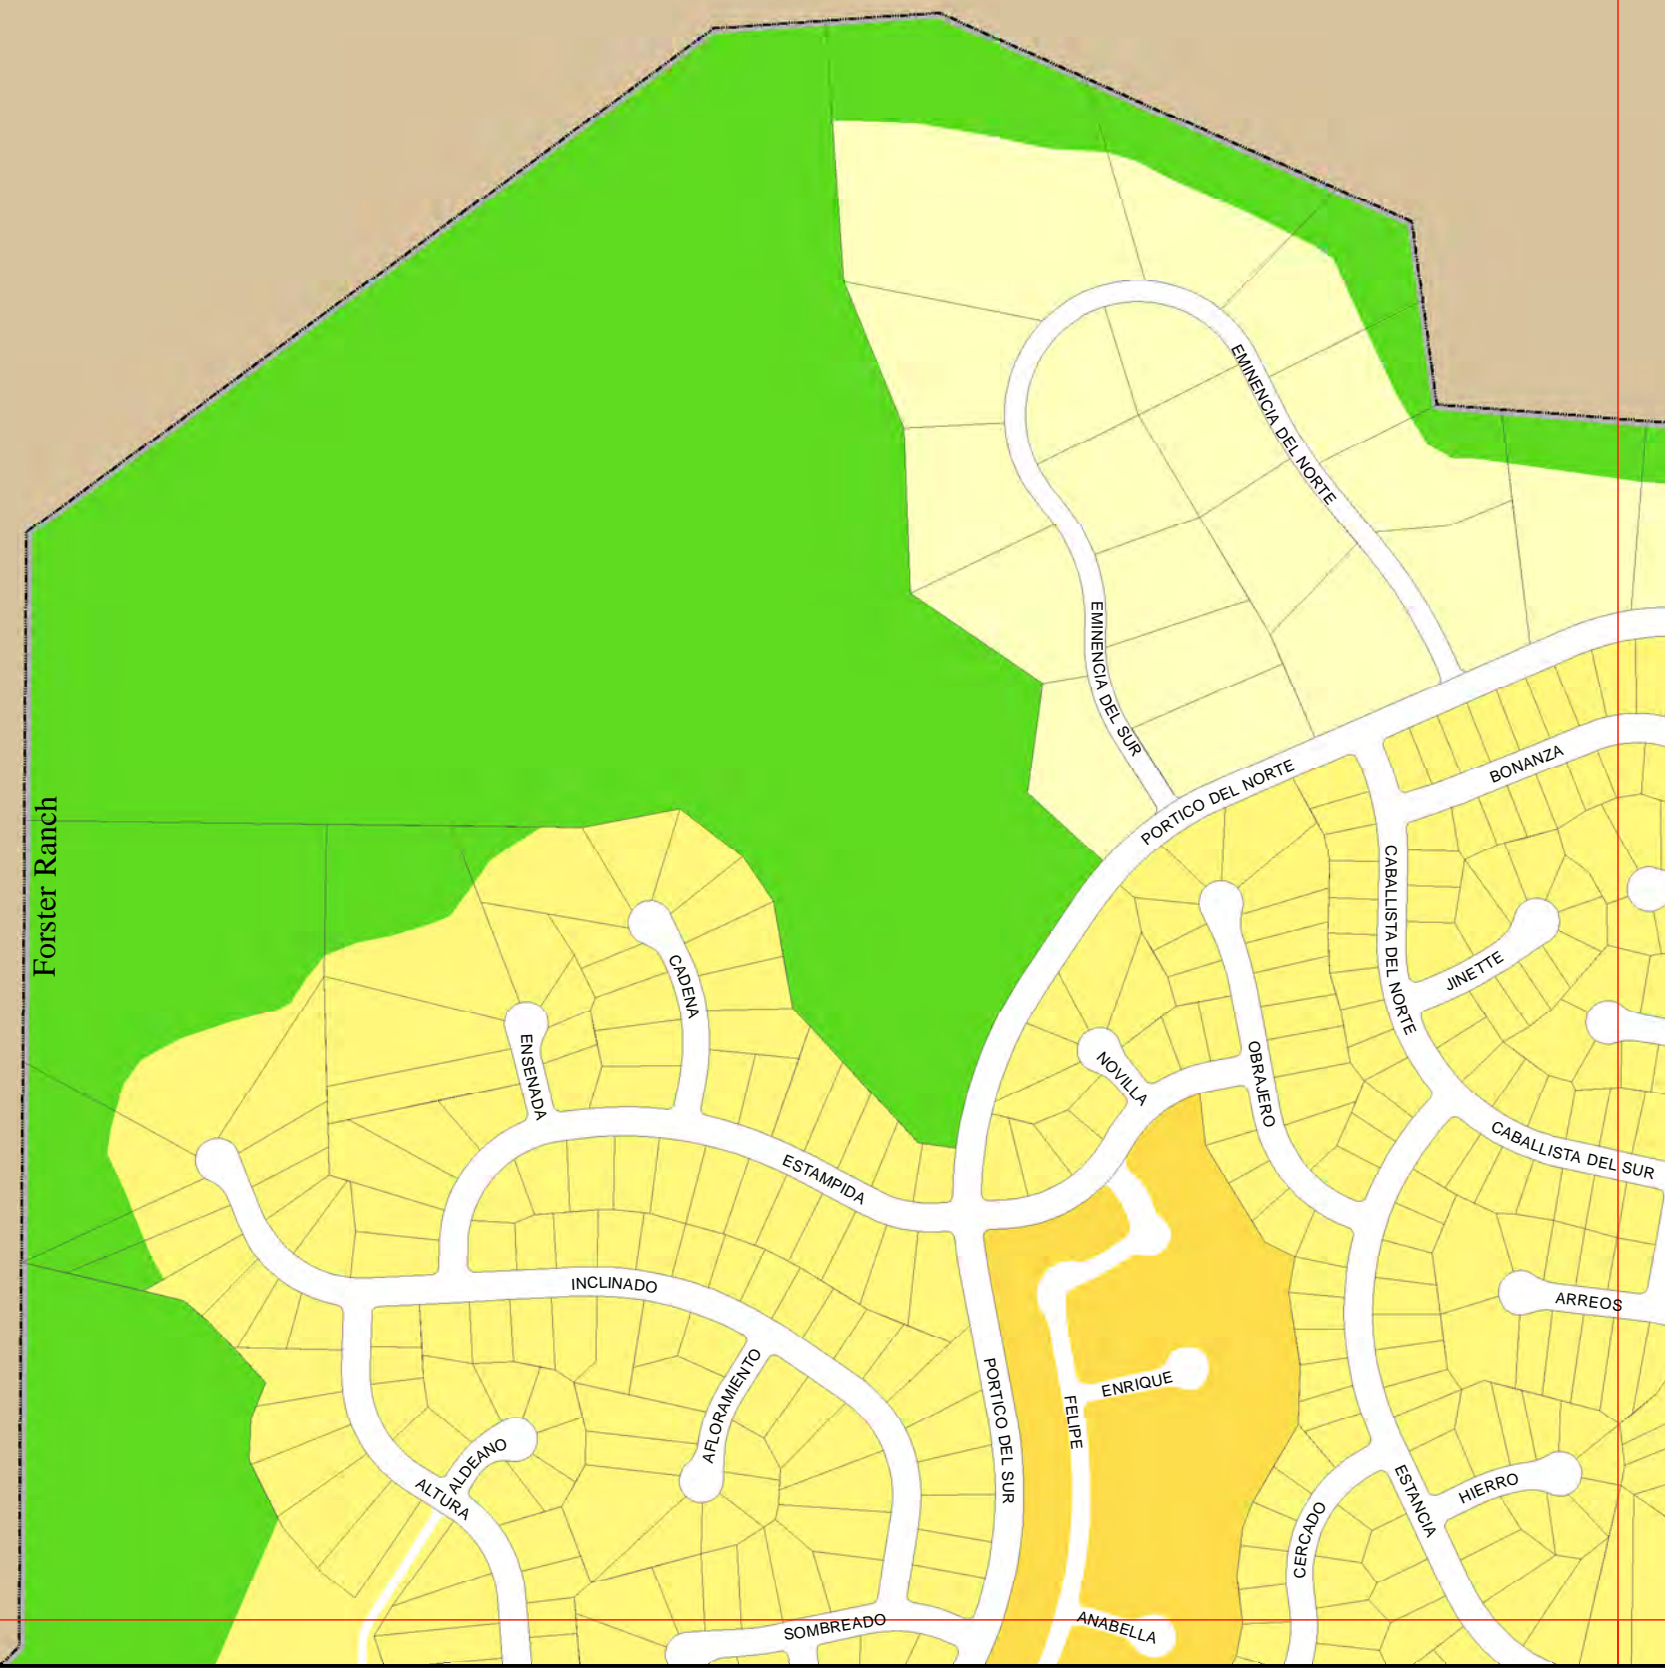 EMINENCIA DEL NORTE
EMINENCIA DEL SUR
PORTICO DEL NORTE
BONANZA
Forster Ranch
CABALLISTA DEL NORTE
CADENA
JINETTE
ENSENADA
NOVILLA
OBRAJERO
CABALLISTA DEL SUR
ESTAMPIDA
INCLINADO
ARREOS
AFLORAMIENTO
PORTICO DEL SUR
ENRIQUE
FELIPE
ALDEANO
ALTURA
ESTANCIA
HIERRO
CERCADO
SOMBREADO
ANABELLA